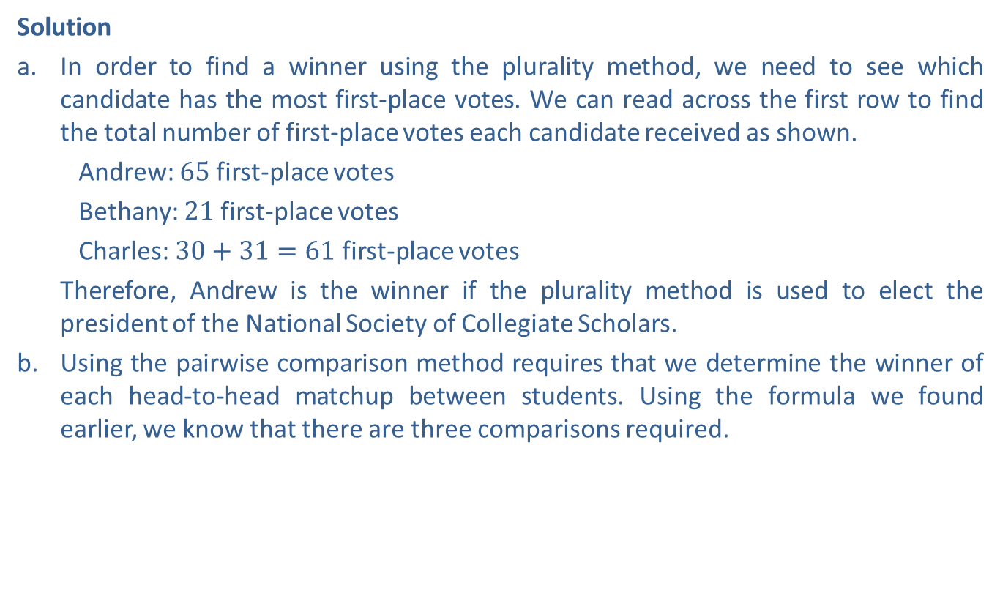 Solution
a. In order to find a winner using the plurality method, we need to see which
candidate has the most first-place votes. We can read across the first row to find
the total number of first-place votes each candidate received as shown.
Andrew: 65 first-place votes
Bethany: 21 first-place votes
Charles: 30 + 31 = 61 first-place votes
Therefore, Andrew is the winner if the plurality method is used to elect the
president of the National Society of Collegiate Scholars.
b. Using the pairwise comparison method requires that we determine the winner of
each head-to-head matchup between students. Using the formula we found
earlier, we know that there are three comparisons required.